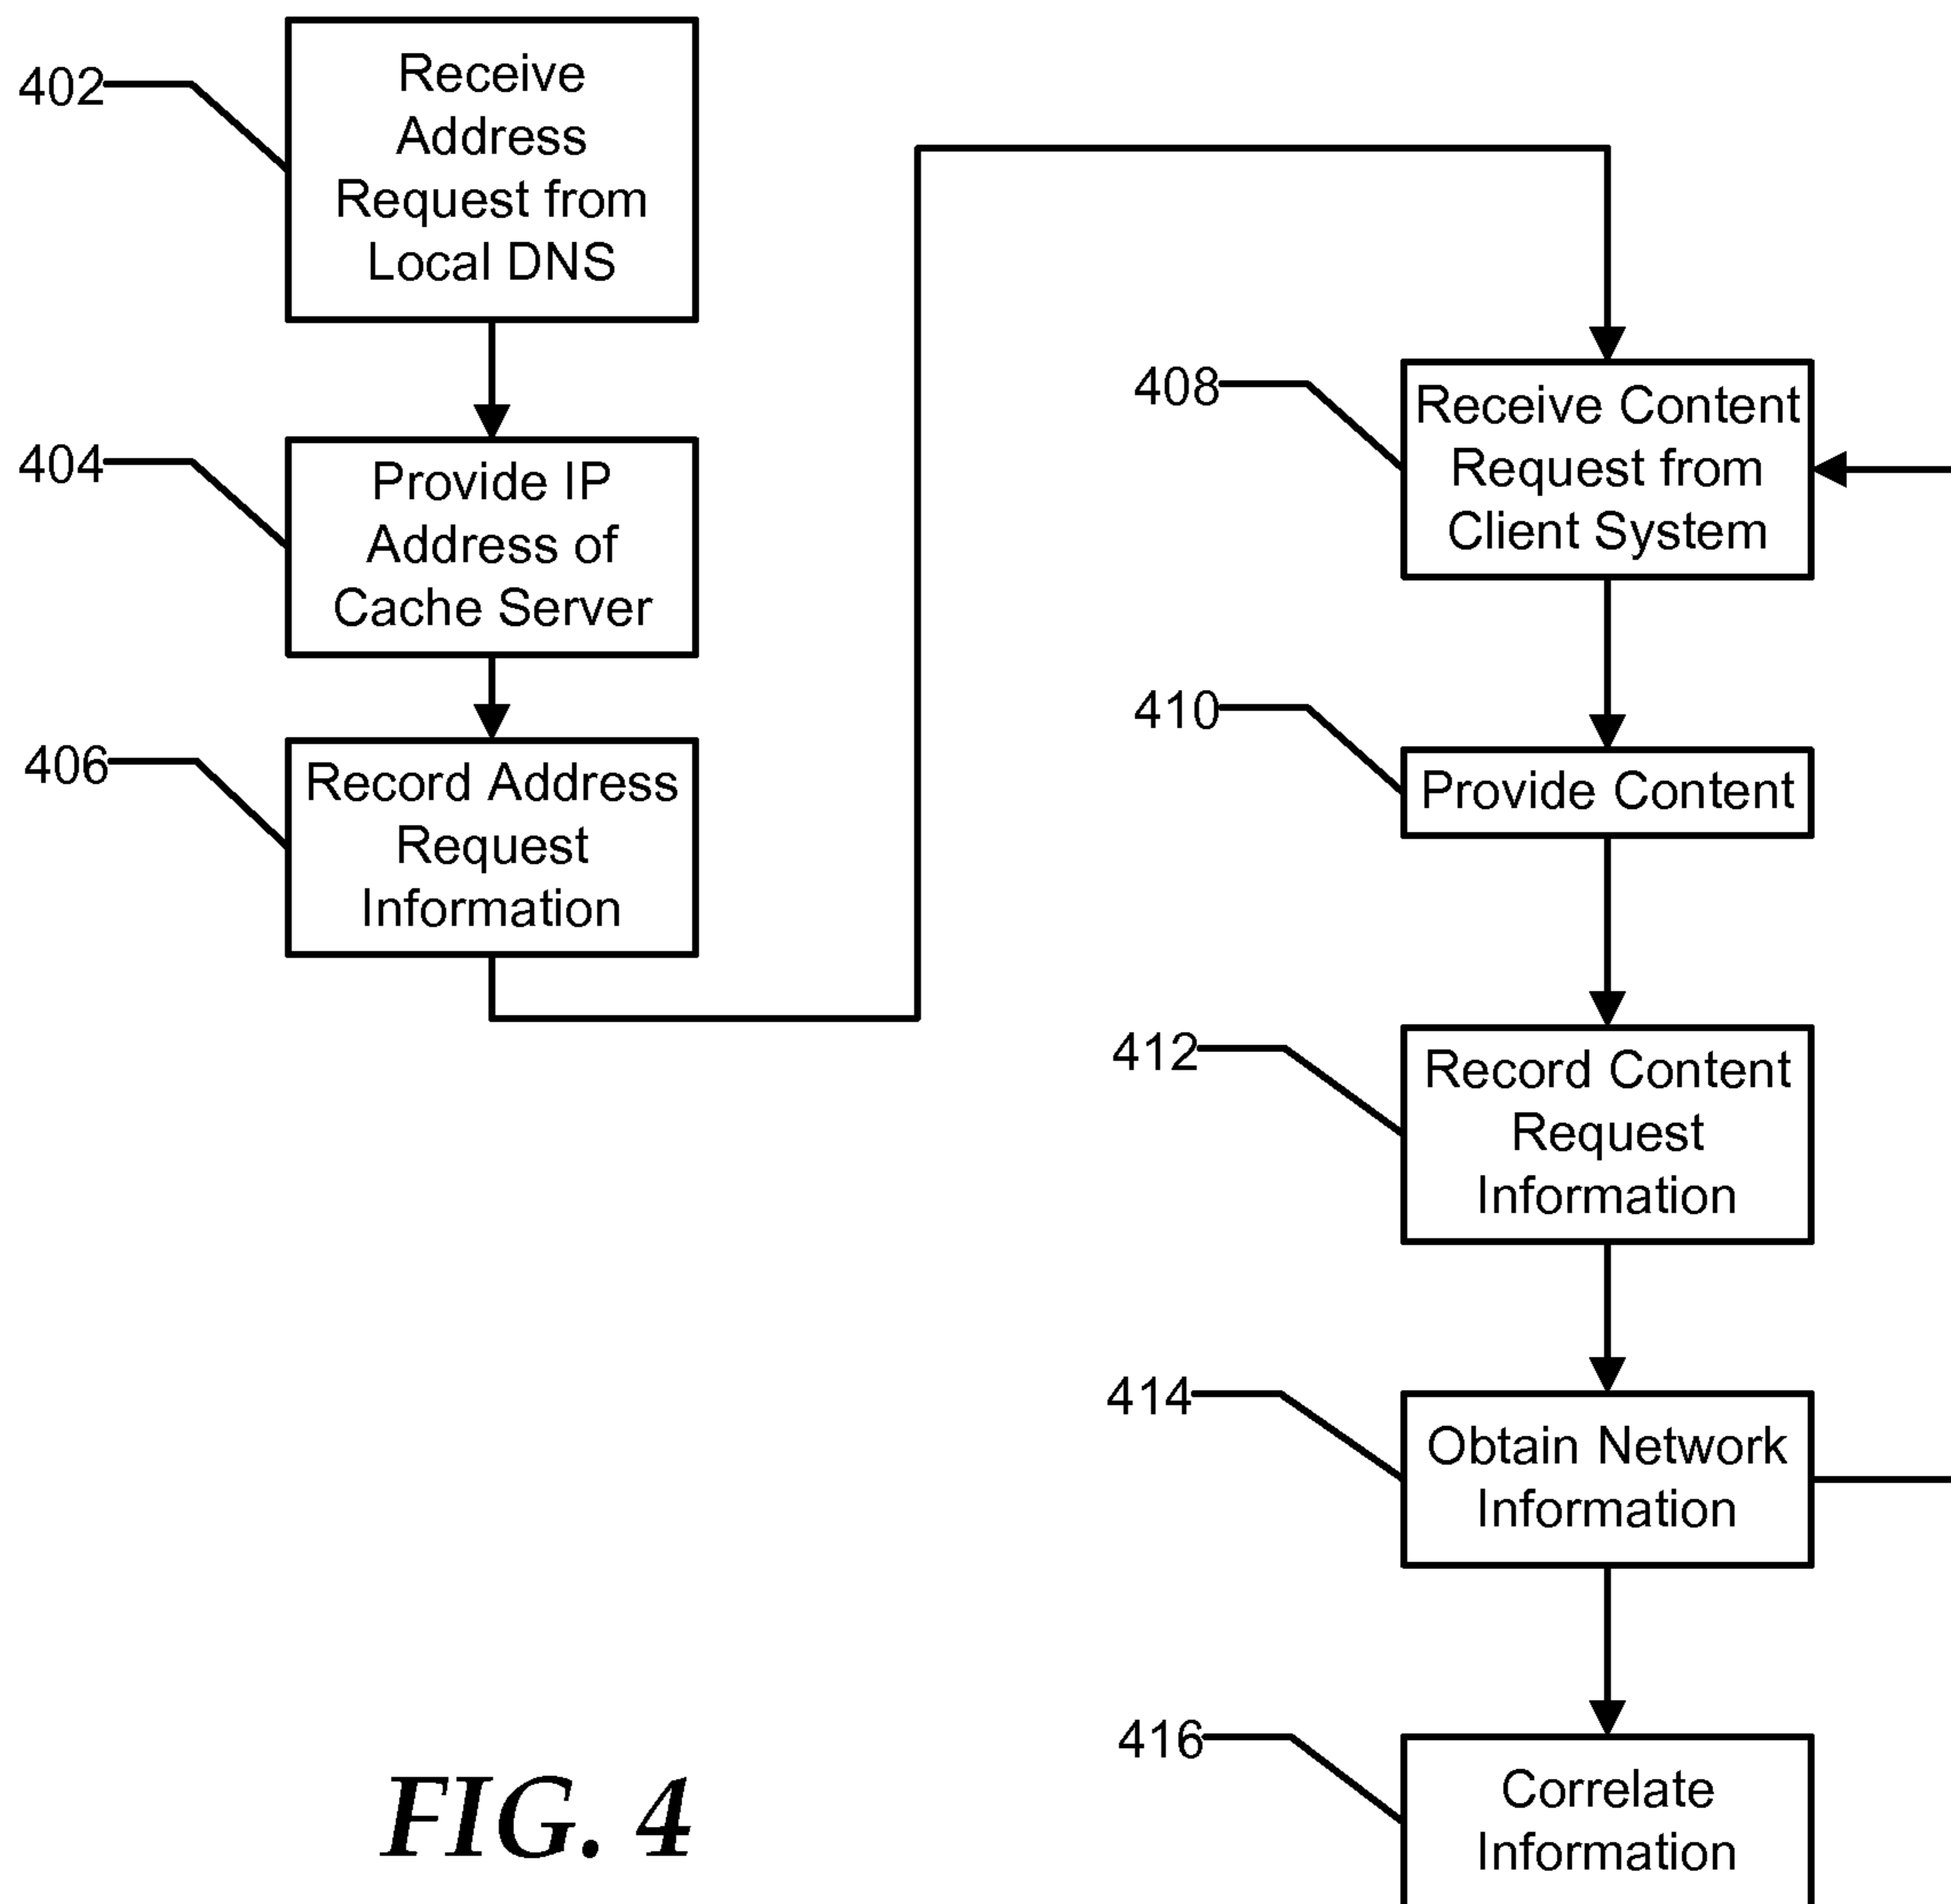 402
Receive
Address
Request from
Local DNS
404
Provide IP
Address of
Cache Server
406
Record Address
Request
Information
408
Receive Content
Request from
Client System
410
Provide Content
412
Record Content
Request
Information
414
Obtain Network
Information
416
Correlate
Information
FIG. 4